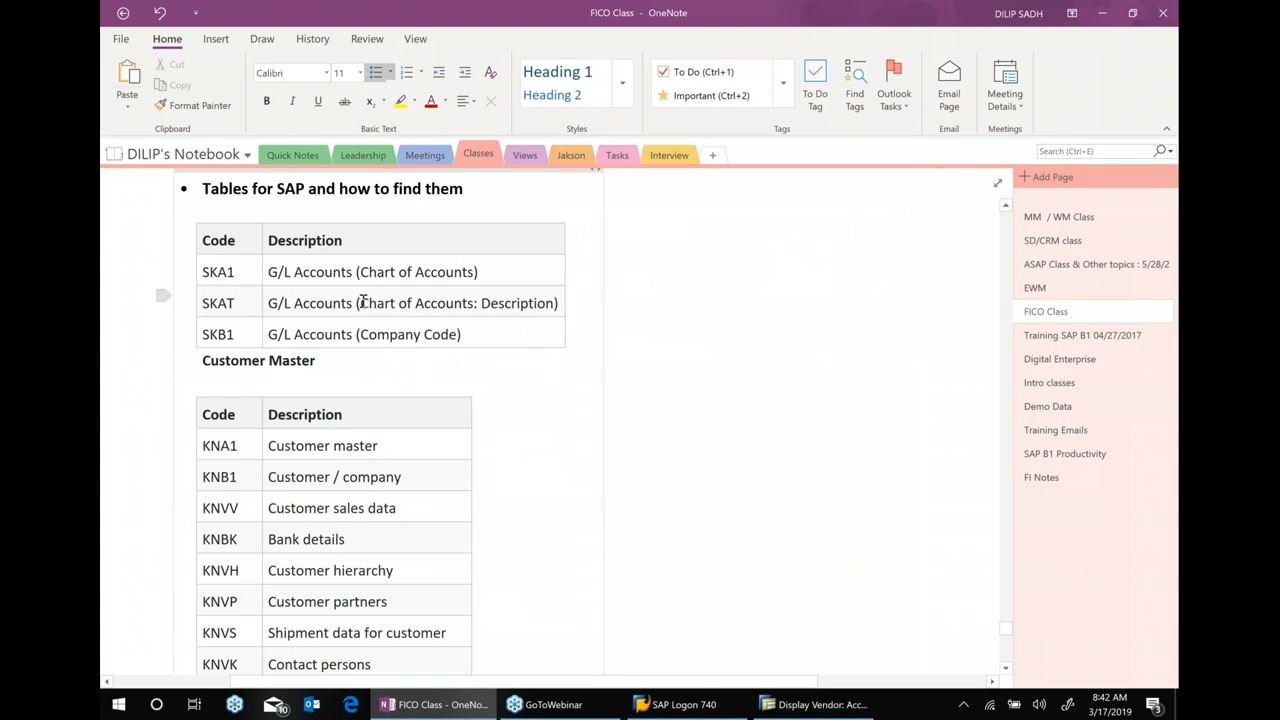 FICO Class - OneNote
DILIP SADH
File Home Insert Draw History Review View
Paste
Cut
Copy
Format Painter
Clipboard
Calibri 11
B I U ab x₂ A
Basic Text
Heading 1
Heading 2
Styles
To Do (Ctrl+1)
Important (Ctrl+2)
To Do Tag
Find Tags
Outlook Tasks
Tags
Email Page
Email
Meeting Details
Meetings
DILIP's Notebook Quick Notes Leadership Meetings Classes Views Jakson Tasks Interview
Search (Ctrl+E)
• Tables for SAP and how to find them
Code Description
SKA1 G/L Accounts (Chart of Accounts)
SKAT G/L Accounts (Chart of Accounts: Description)
SKB1 G/L Accounts (Company Code)
Customer Master
Code Description
KNA1 Customer master
KNB1 Customer / company
KNVV Customer sales data
KNBK Bank details
KNVH Customer hierarchy
KNVP Customer partners
KNVS Shipment data for customer
KNVK Contact persons
Add Page
MM / WM Class
SD/CRM class
ASAP Class & Other topics : 5/28/2
EWM
FICO Class
Training SAP B1 04/27/2017
Digital Enterprise
Intro classes
Demo Data
Training Emails
SAP B1 Productivity
FI Notes
10
FICO Class - OneNo...
GoToWebinar
SAP Logon 740
Display Vendor: Acc...
8:42 AM
3/17/2019
3